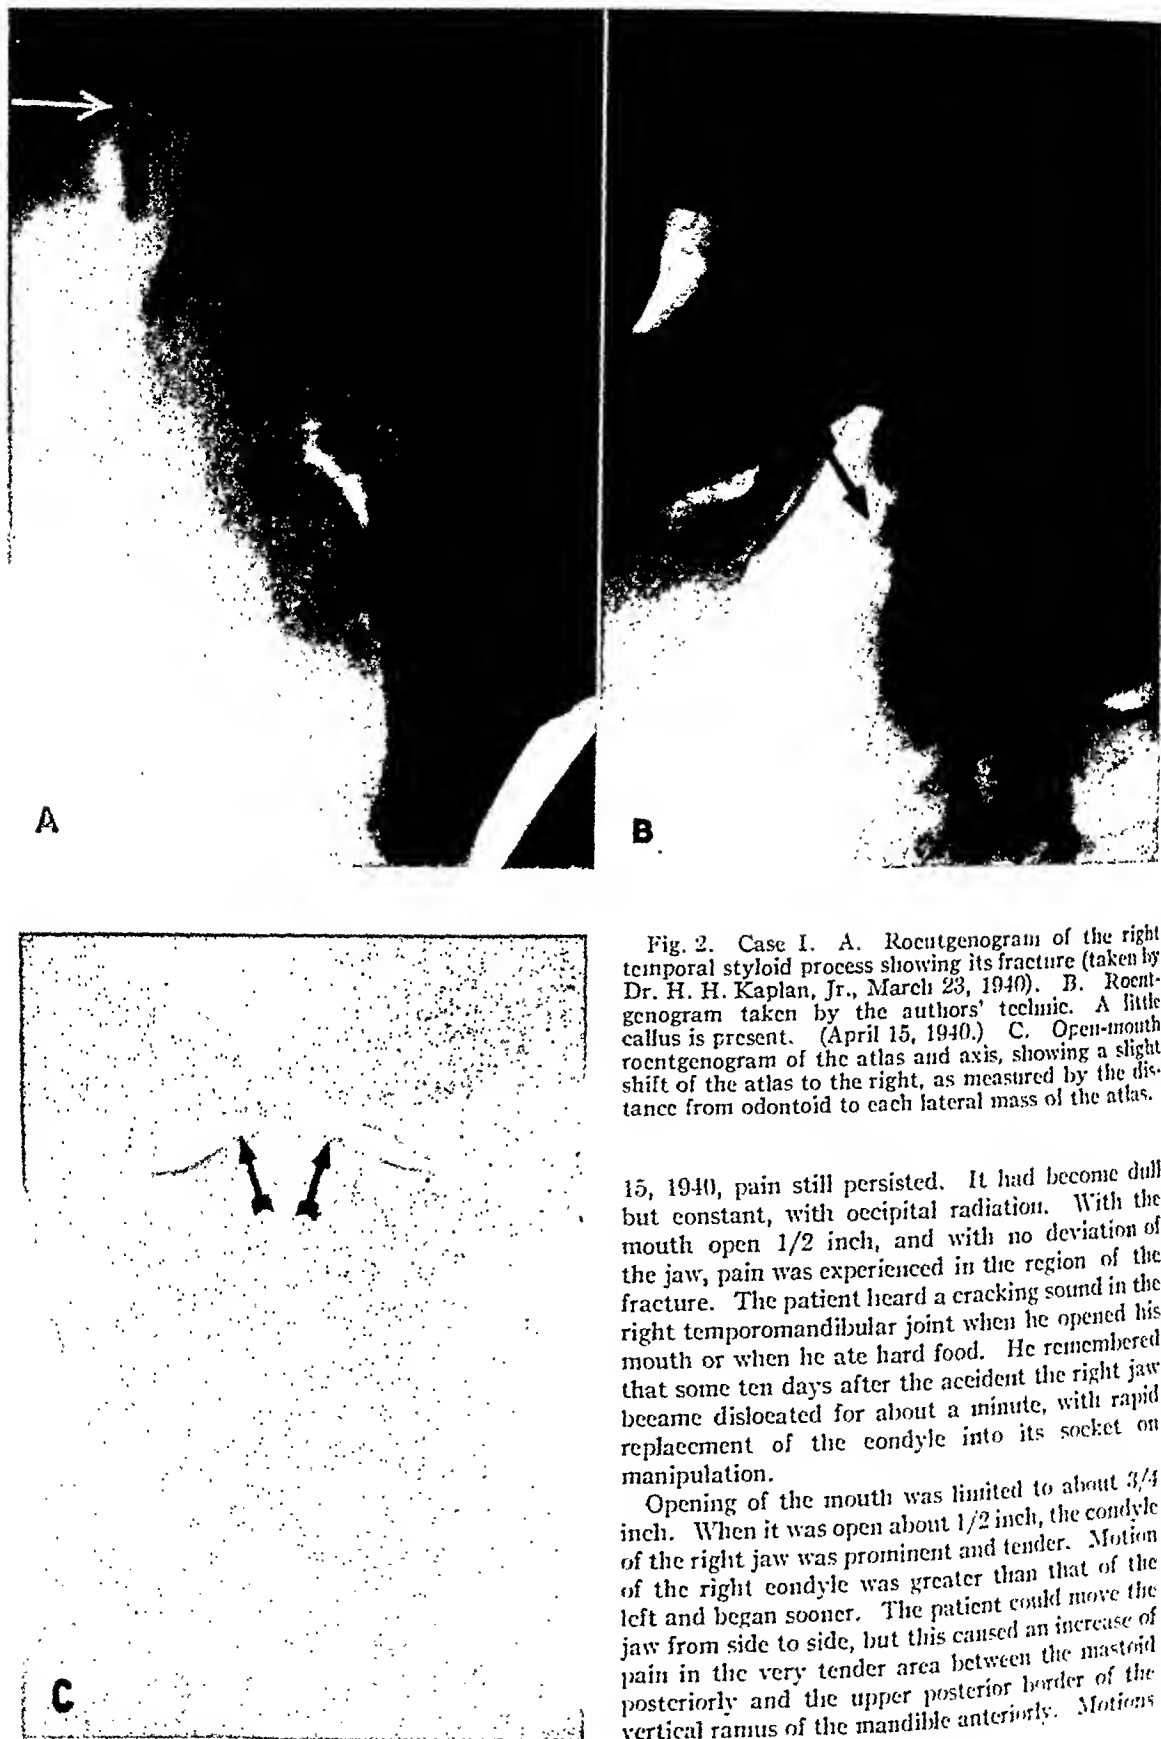 A
B
C
Fig. 2. Case I. A. Roentgenogram of the right
temporal styloid process showing its fracture (taken by
Dr. H. H. Kaplan, Jr., March 23, 1940). B. Roent-
genogram taken by the authors' technic. A little
callus is present. (April 15, 1940.) C. Open-mouth
roentgenogram of the atlas and axis, showing a slight
shift of the atlas to the right, as measured by the dis-
tance from odontoid to each lateral mass of the atlas.
15, 1940, pain still persisted. It had become dull
but constant, with occipital radiation. With the
mouth open 1/2 inch, and with no deviation of
the jaw, pain was experienced in the region of the
fracture. The patient heard a cracking sound in the
right temporomandibular joint when he opened his
mouth or when he ate hard food. He remembered
that some ten days after the accident the right jaw
became dislocated for about a minute, with rapid
replacement of the condyle into its socket on
manipulation.
Opening of the mouth was limited to about 3/4
inch. When it was open about 1/2 inch, the condyle
of the right jaw was prominent and tender. Motion
of the right condyle was greater than that of the
left and began sooner. The patient could move the
jaw from side to side, but this caused an increase of
pain in the very tender area between the mastoid
posteriorly and the upper posterior border of the
vertical ramus of the mandible anteriorly. Motions